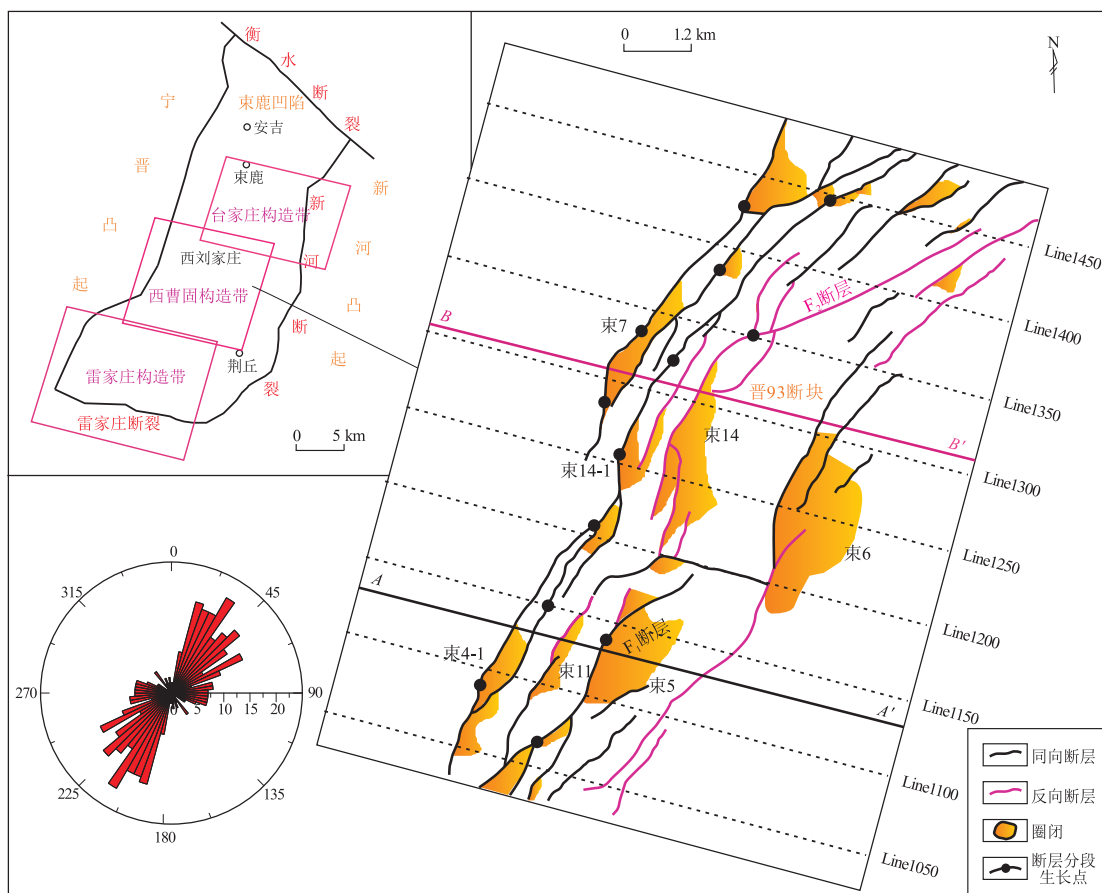 衡水断裂
束鹿凹陷
宁晋凸起
安吉
束鹿
新河凸起
台家庄构造带
新河断裂
西刘家庄
西曹固构造带
荆丘
雷家庄构造带
雷家庄断裂
0 5 km
0 1.2 km
N
Line1450
Line1400
F2断层
束7
B
Line1350
晋93断块
束14
B'
Line1300
束14-1
Line1250
束6
A
Line1200
F1断层
束4-1
束11
束5
A'
Line1150
Line1100
Line1050
0
45
90
135
180
225
270
315
0 5 10 15 20 25
同向断层
反向断层
圈闭
断层分段
生长点